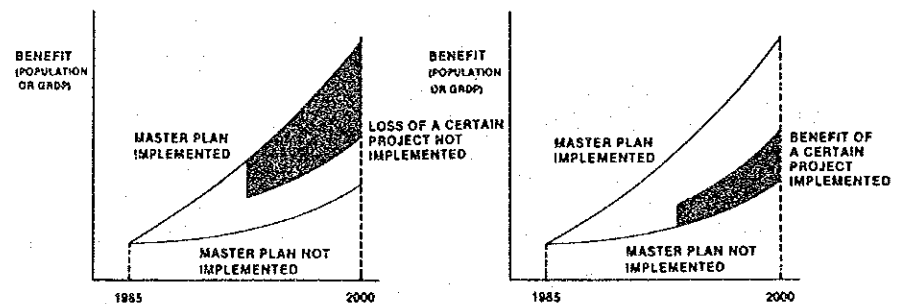 BENEFIT
(POPULATION
OR GRDP)
MASTER PLAN
IMPLEMENTED
LOSS OF A CERTAIN
PROJECT NOT
IMPLEMENTED
MASTER PLAN NOT
IMPLEMENTED
1985
2000
BENEFIT
(POPULATION
OR GRDP)
MASTER PLAN
IMPLEMENTED
BENEFIT OF
A CERTAIN
PROJECT
IMPLEMENTED
MASTER PLAN NOT
IMPLEMENTED
1985
2000